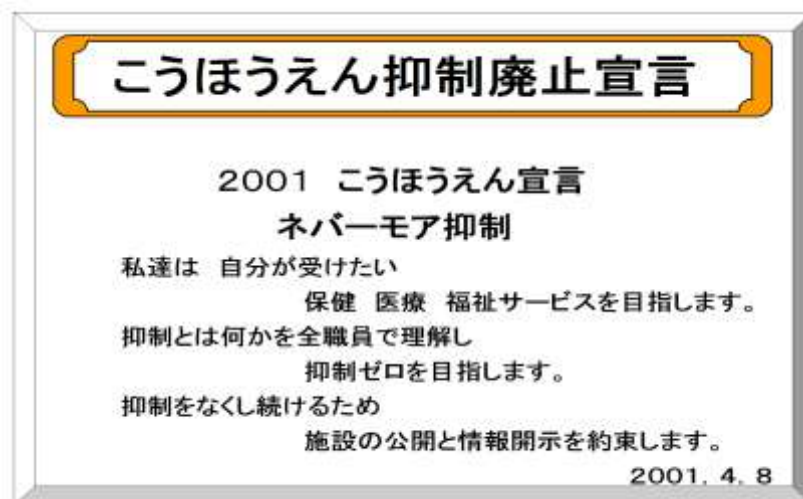 こうほうえん抑制廃止宣言
2001　こうほうえん宣言
ネバーモア抑制
私達は　自分が受けたい
保健　医療　福祉サービスを目指します。
抑制とは何かを全職員で理解し
抑制ゼロを目指します。
抑制をなくし続けるため
施設の公開と情報開示を約束します。
2001. 4. 8